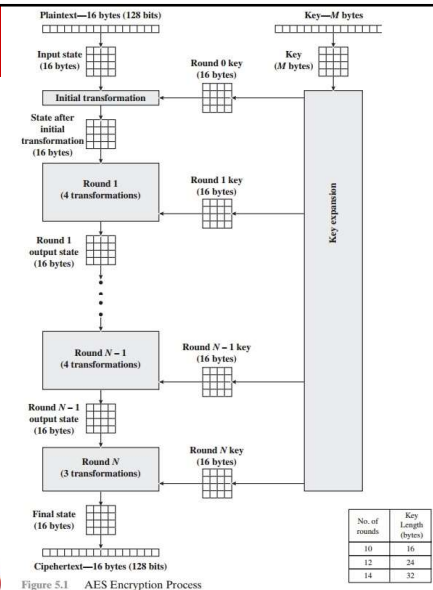 Plaintext—16 bytes (128 bits)
Key—M bytes
Input state
(16 bytes)
Round 0 key
(16 bytes)
Key
(M bytes)
Initial transformation
State after
initial
transformation
(16 bytes)
Round 1
(4 transformations)
Round 1 key
(16 bytes)
Key expansion
Round 1
output state
(16 bytes)
Round N – 1
(4 transformations)
Round N – 1 key
(16 bytes)
Round N – 1
output state
(16 bytes)
Round N
(3 transformations)
Round N key
(16 bytes)
Final state
(16 bytes)
No. of
rounds
Key
Length
(bytes)
10 16
12 24
14 32
Cipehertext—16 bytes (128 bits)
Figure 5.1 AES Encryption Process